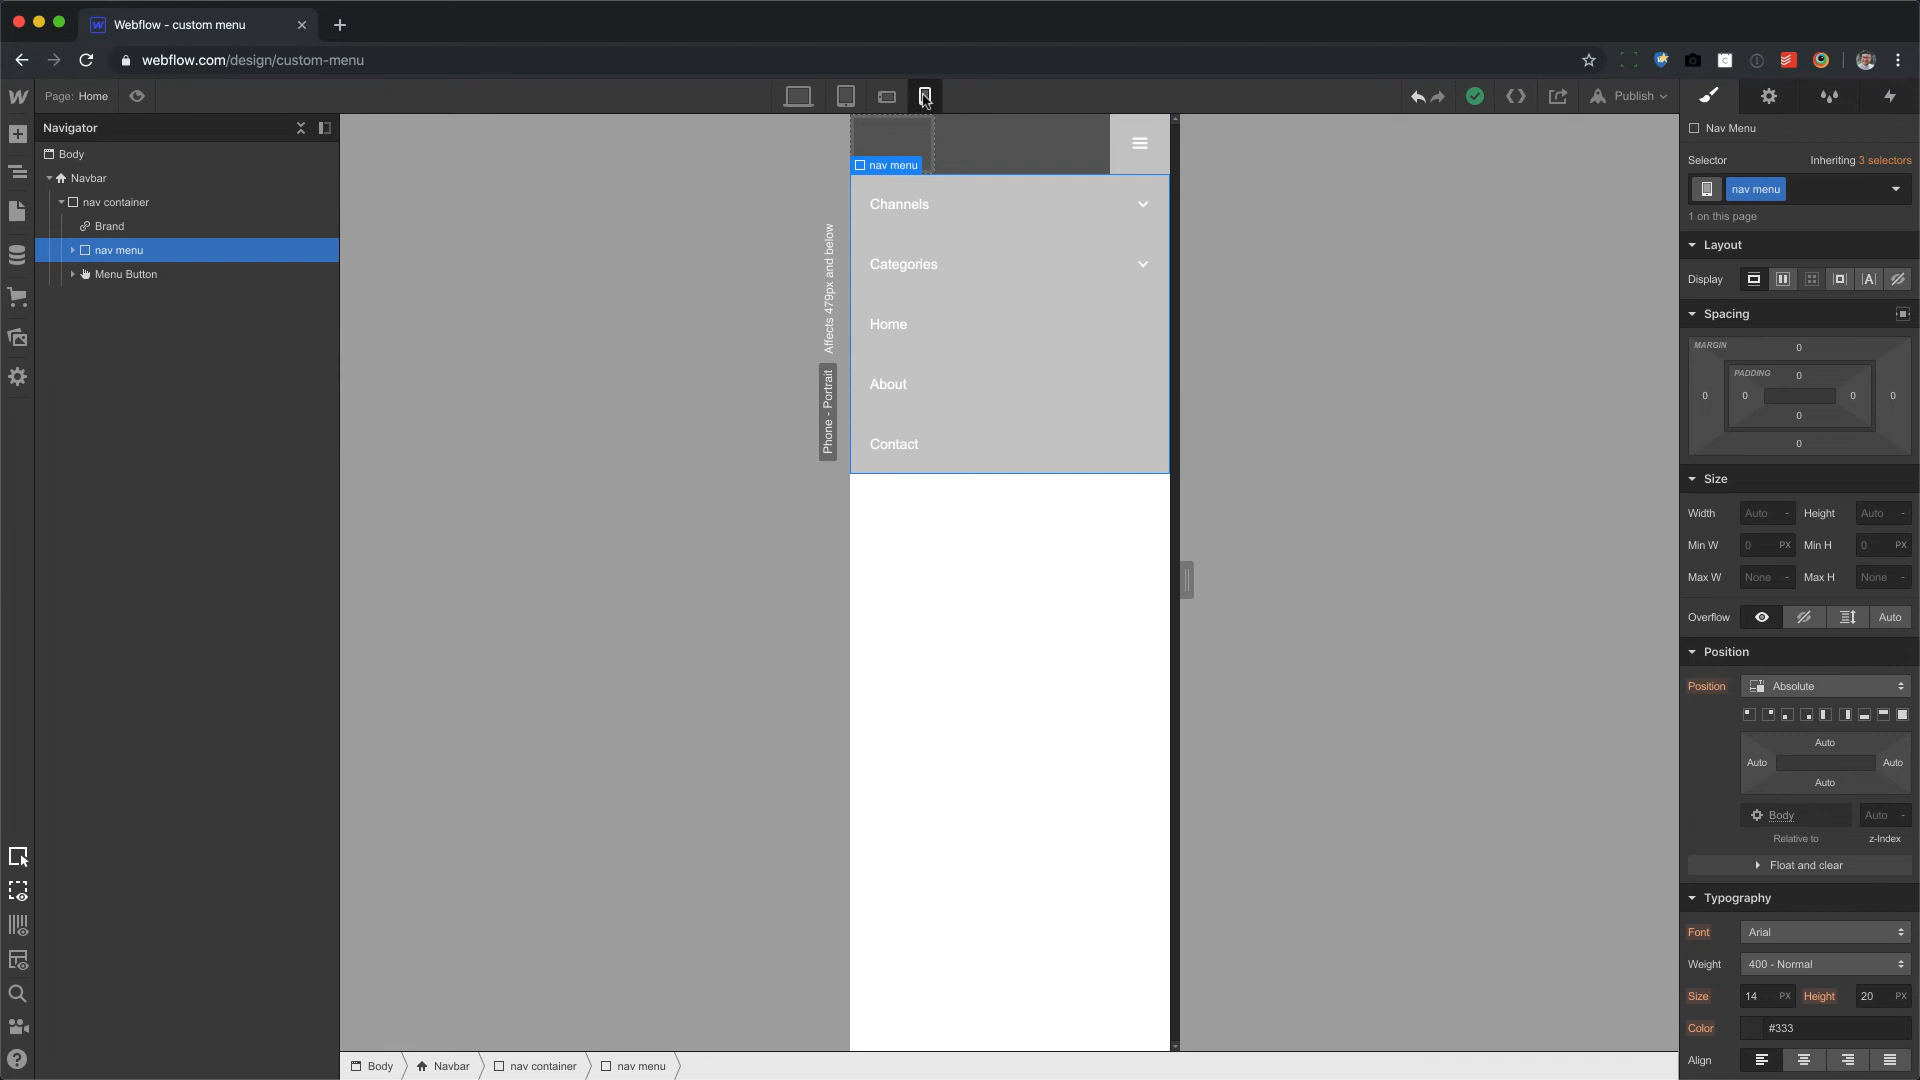 Webflow - custom menu
webflow.com/design/custom-menu
Page: Home
Publish
Navigator
Body
Navbar
nav container
Brand
nav menu
Menu Button
nav menu
Channels
Categories
Home
About
Contact
Affects 479px and below
Phone - Portrait
Body
Navbar
nav container
nav menu
Nav Menu
Selector
Inheriting 3 selectors
nav menu
1 on this page
Layout
Display
Spacing
MARGIN
0
PADDING
0
0 0 0 0
0
0
Size
Width Auto - Height Auto -
Min W 0 PX Min H 0 PX
Max W None - Max H None -
Overflow Auto
Position
Position Absolute
Auto
Auto Auto
Auto
Body Auto -
Relative to z-Index
Float and clear
Typography
Font Arial
Weight 400 - Normal
Size 14 PX Height 20 PX
Color #333
Align